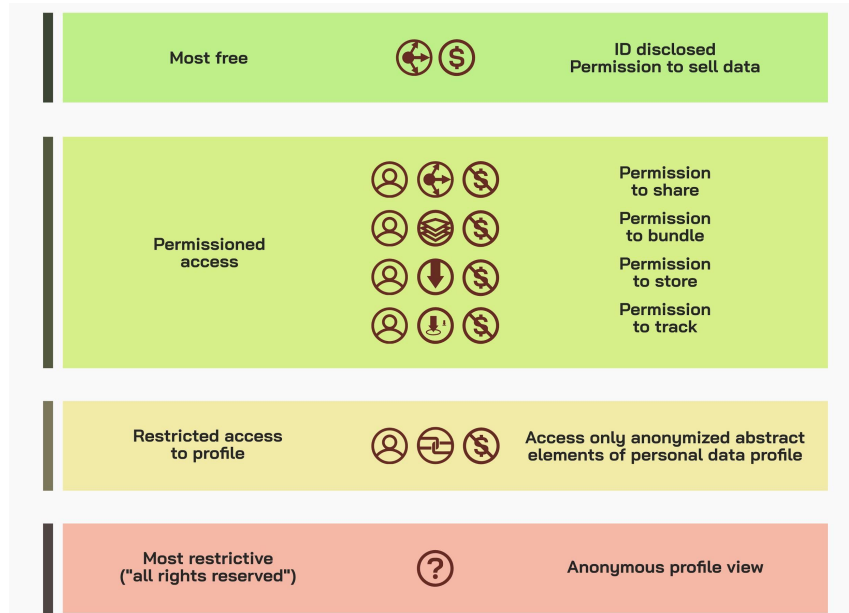 Most free
ID disclosed
Permission to sell data
Permissioned
access
Permission
to share
Permission
to bundle
Permission
to store
Permission
to track
Restricted access
to profile
Access only anonymized abstract
elements of personal data profile
Most restrictive
("all rights reserved")
Anonymous profile view